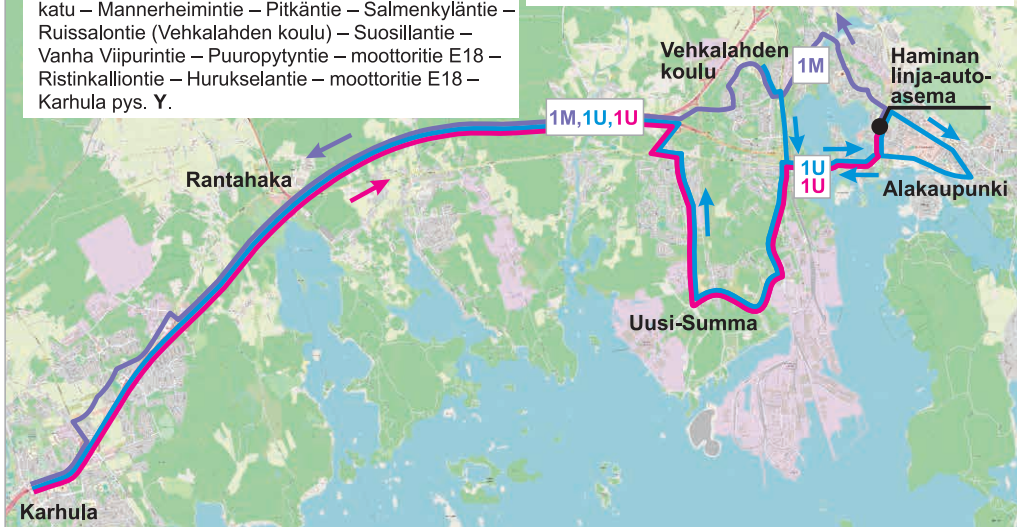 katu – Mannerheimintie – Pitkäntie – Salmenkyläntie –
Ruissalontie (Vehkalahden koulu) – Suosillantie –
Vanha Viipurintie – Puuropytyntie – moottoritie E18 –
Ristinkalliontie – Hurukselantie – moottoritie E18 –
Karhula pys. Y.
Vehkalahden
koulu
1M
Haminan
linja-auto-
asema
1M,1U,1U
Rantahaka
1U
1U
Alakaupunki
Uusi-Summa
Karhula